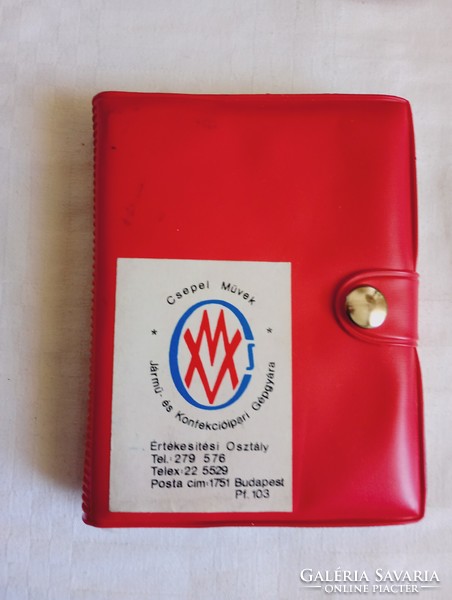 Csepel Művek
* *
Jármű- és Konfekcióipari Gépgyára
Értékesítési Osztály
Tel.: 279 576
Telex: 22 5529
Posta cím: 1751 Budapest
Pf. 103
GALÉRIA SAVARIA
ONLINE PIACTÉR